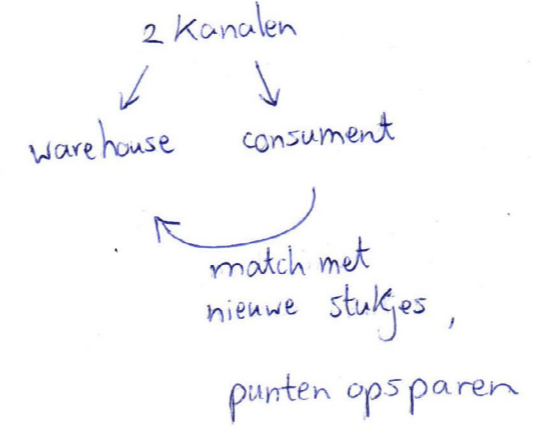 2 Kanalen
warehouse consument
match met
nieuwe stukjes,
punten opsparen